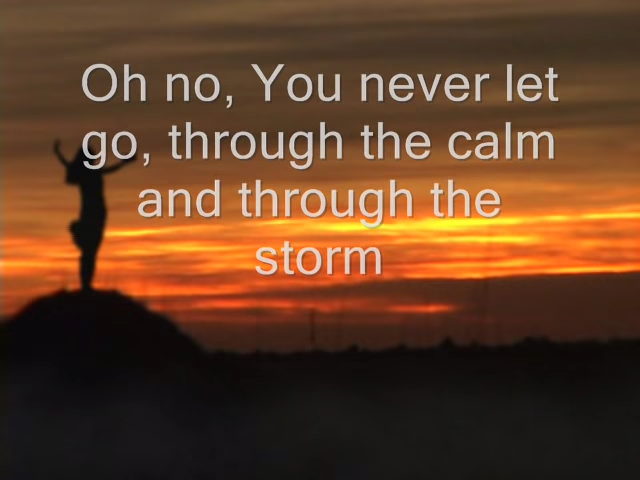 Oh no, You never let
go, through the calm
and through the
storm